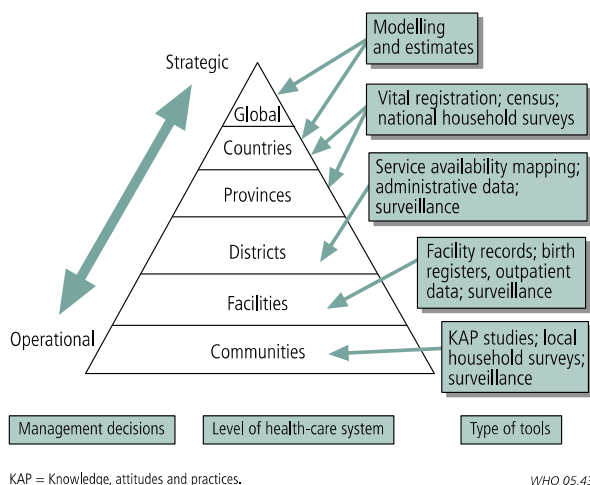 Strategic
Operational
Global
Countries
Provinces
Districts
Facilities
Communities
Modelling
and estimates
Vital registration; census;
national household surveys
Service availability mapping;
administrative data;
surveillance
Facility records; birth
registers, outpatient
data; surveillance
KAP studies; local
household surveys;
surveillance
Management decisions
Level of health-care system
Type of tools
KAP = Knowledge, attitudes and practices.
WHO 05.43